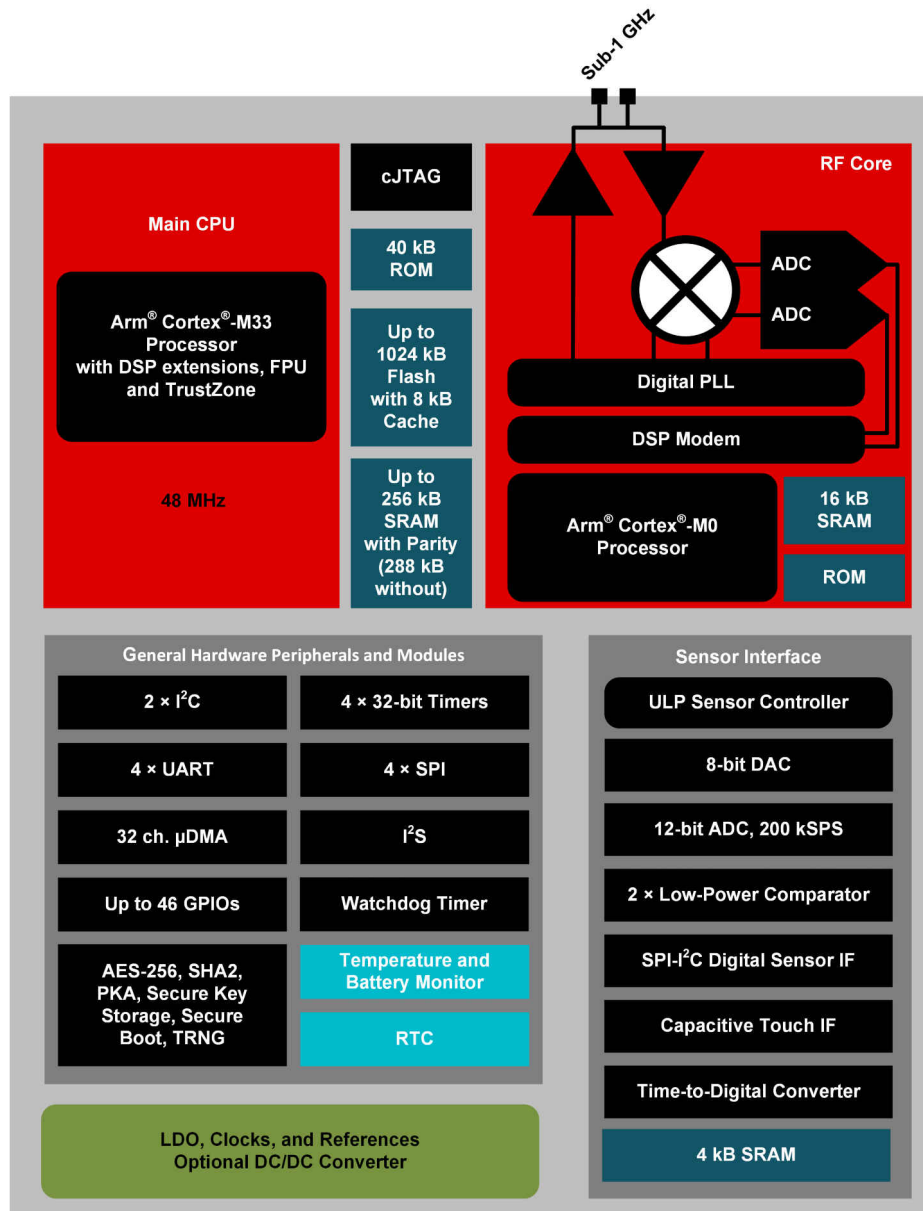 Sub-1 GHz
Main CPU
Arm® Cortex®-M33
Processor
with DSP extensions, FPU
and TrustZone
48 MHz
cJTAG
40 kB
ROM
Up to
1024 kB
Flash
with 8 kB
Cache
Up to
256 kB
SRAM
with Parity
(288 kB
without)
RF Core
ADC
ADC
Digital PLL
DSP Modem
Arm® Cortex®-M0
Processor
16 kB
SRAM
ROM
General Hardware Peripherals and Modules
2 × I²C
4 × 32-bit Timers
4 × UART
4 × SPI
32 ch. µDMA
I²S
Up to 46 GPIOs
Watchdog Timer
AES-256, SHA2,
PKA, Secure Key
Storage, Secure
Boot, TRNG
Temperature and
Battery Monitor
RTC
LDO, Clocks, and References
Optional DC/DC Converter
Sensor Interface
ULP Sensor Controller
8-bit DAC
12-bit ADC, 200 kSPS
2 × Low-Power Comparator
SPI-I²C Digital Sensor IF
Capacitive Touch IF
Time-to-Digital Converter
4 kB SRAM